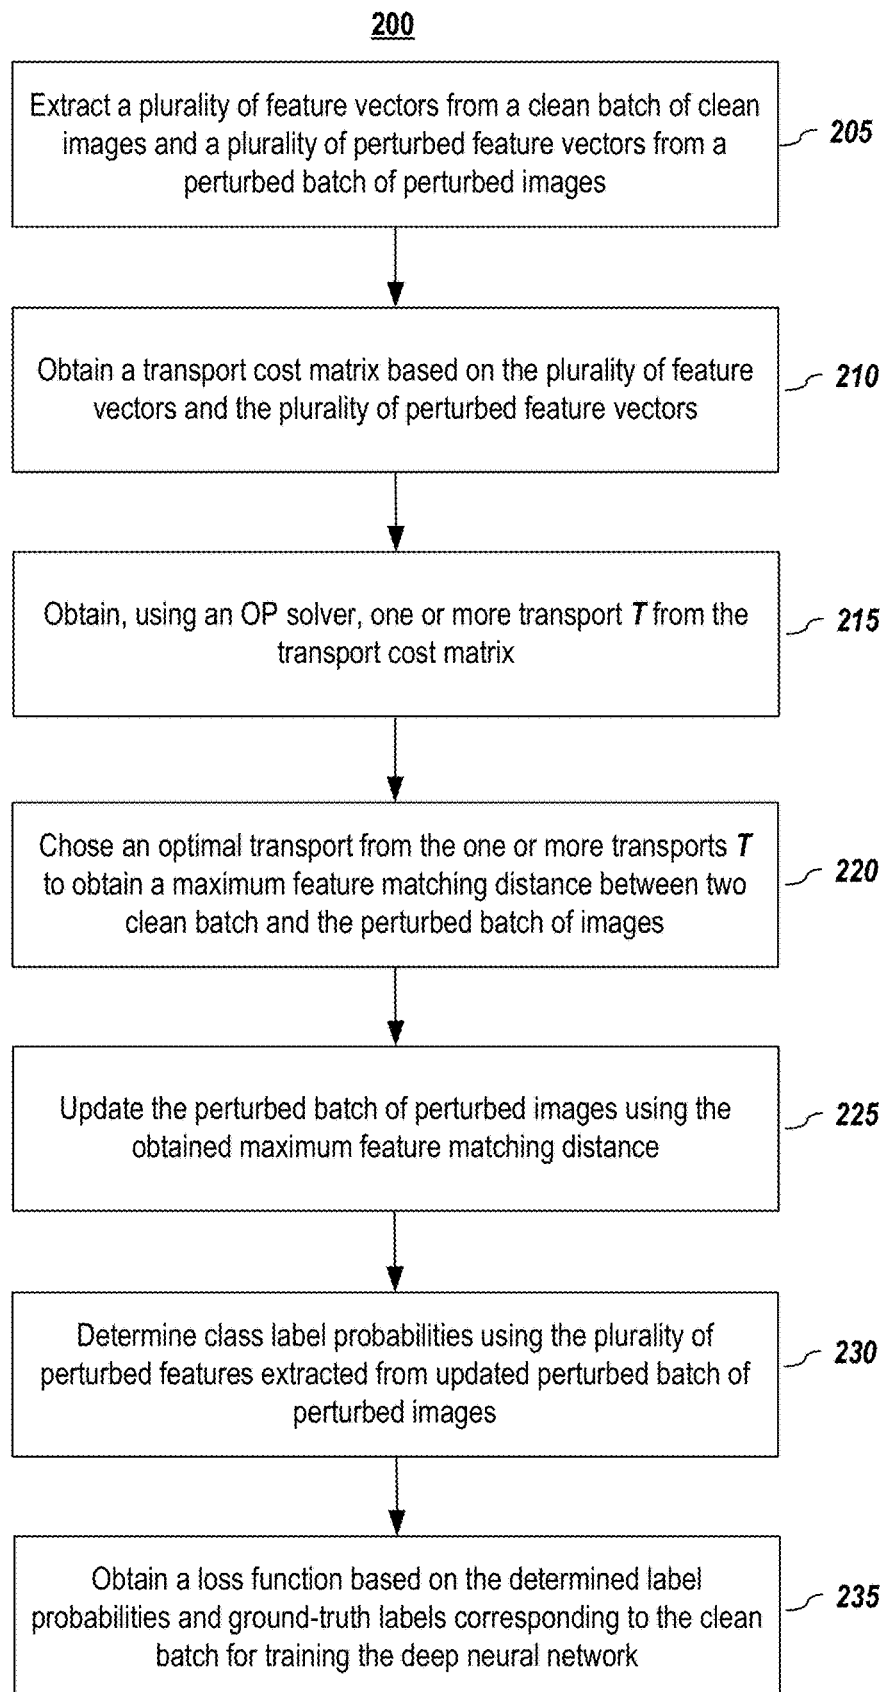 200
Extract a plurality of feature vectors from a clean batch of clean
images and a plurality of perturbed feature vectors from a
perturbed batch of perturbed images
205
Obtain a transport cost matrix based on the plurality of feature
vectors and the plurality of perturbed feature vectors
210
Obtain, using an OP solver, one or more transport T from the
transport cost matrix
215
Chose an optimal transport from the one or more transports T
to obtain a maximum feature matching distance between two
clean batch and the perturbed batch of images
220
Update the perturbed batch of perturbed images using the
obtained maximum feature matching distance
225
Determine class label probabilities using the plurality of
perturbed features extracted from updated perturbed batch of
perturbed images
230
Obtain a loss function based on the determined label
probabilities and ground-truth labels corresponding to the clean
batch for training the deep neural network
235